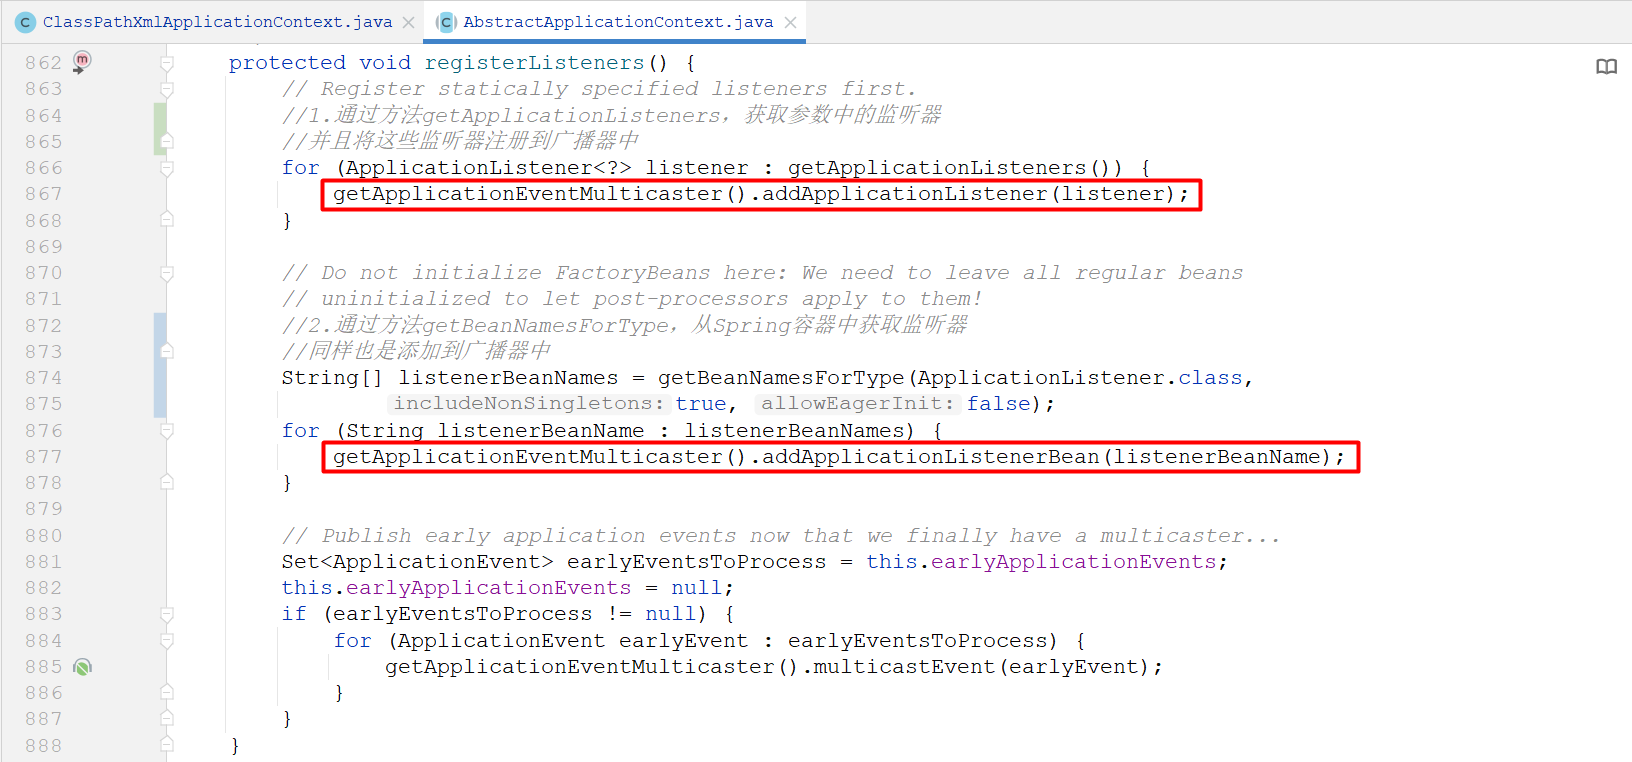 ClassPathXmlApplicationContext.java AbstractApplicationContext.java
862 protected void registerListeners() {
863 // Register statically specified listeners first.
864 //1.通过方法getApplicationListeners，获取参数中的监听器
865 //并且将这些监听器注册到广播器中
866 for (ApplicationListener<?> listener : getApplicationListeners()) {
867 getApplicationEventMulticaster().addApplicationListener(listener);
868 }
869
870 // Do not initialize FactoryBeans here: We need to leave all regular beans
871 // uninitialized to let post-processors apply to them!
872 //2.通过方法getBeanNamesForType，从Spring容器中获取监听器
873 //同样也是添加到广播器中
874 String[] listenerBeanNames = getBeanNamesForType(ApplicationListener.class,
875 includeNonSingletons: true, allowEagerInit: false);
876 for (String listenerBeanName : listenerBeanNames) {
877 getApplicationEventMulticaster().addApplicationListenerBean(listenerBeanName);
878 }
879
880 // Publish early application events now that we finally have a multicaster...
881 Set<ApplicationEvent> earlyEventsToProcess = this.earlyApplicationEvents;
882 this.earlyApplicationEvents = null;
883 if (earlyEventsToProcess != null) {
884 for (ApplicationEvent earlyEvent : earlyEventsToProcess) {
885 getApplicationEventMulticaster().multicastEvent(earlyEvent);
886 }
887 }
888 }